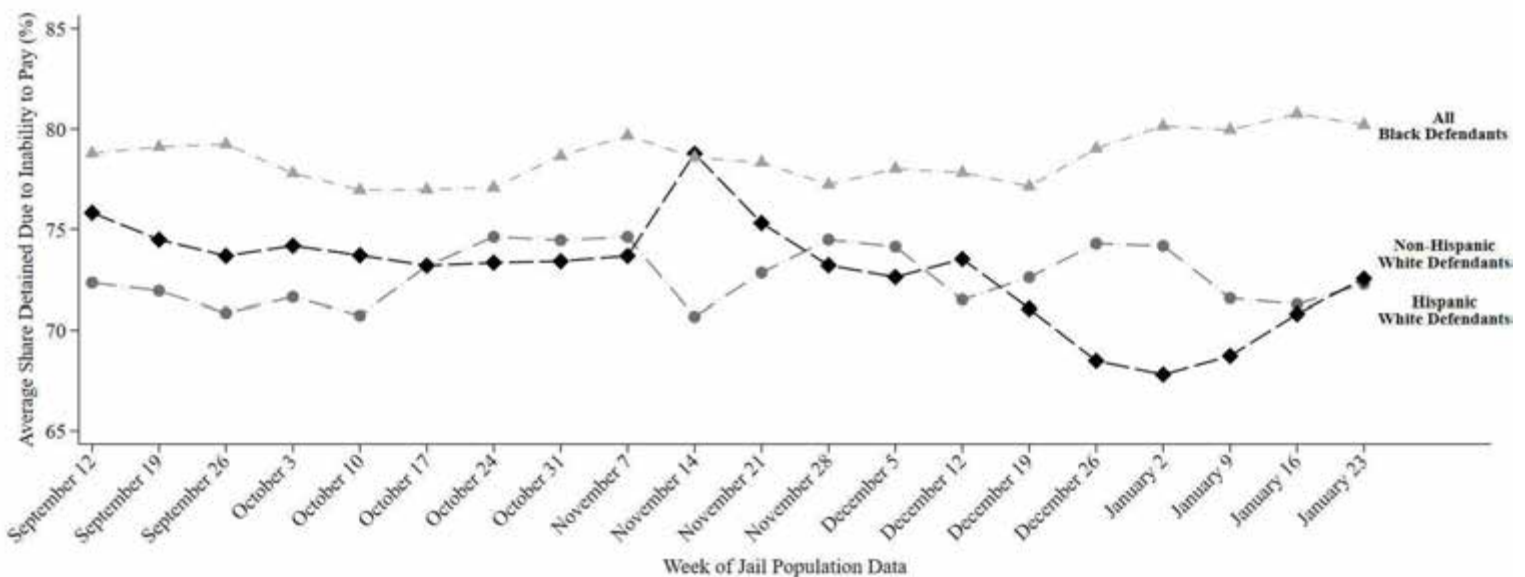 Average Share Detained Due to Inability to Pay (%)
85
80
75
70
65
All
Black Defendants
Non-Hispanic
White Defendants
Hispanic
White Defendants
September 12
September 19
September 26
October 3
October 10
October 17
October 24
October 31
November 7
November 14
November 21
November 28
December 5
December 12
December 19
December 26
January 2
January 9
January 16
January 23
Week of Jail Population Data